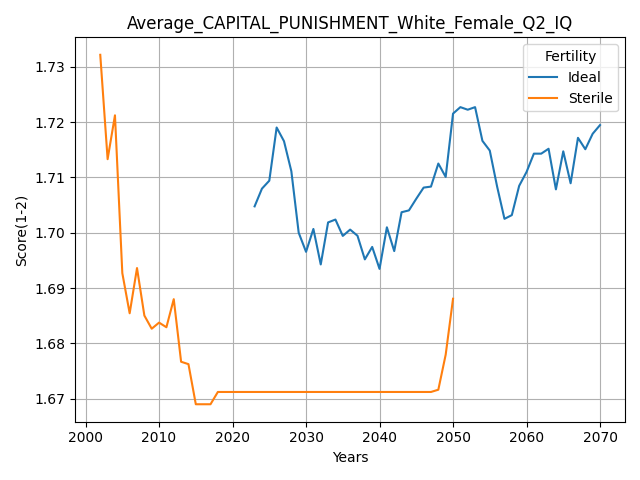 Average_CAPITAL_PUNISHMENT_White_Female_Q2_IQ
Fertility
Ideal
Sterile
Score(1-2)
1.73
1.72
1.71
1.70
1.69
1.68
1.67
2000 2010 2020 2030 2040 2050 2060 2070
Years